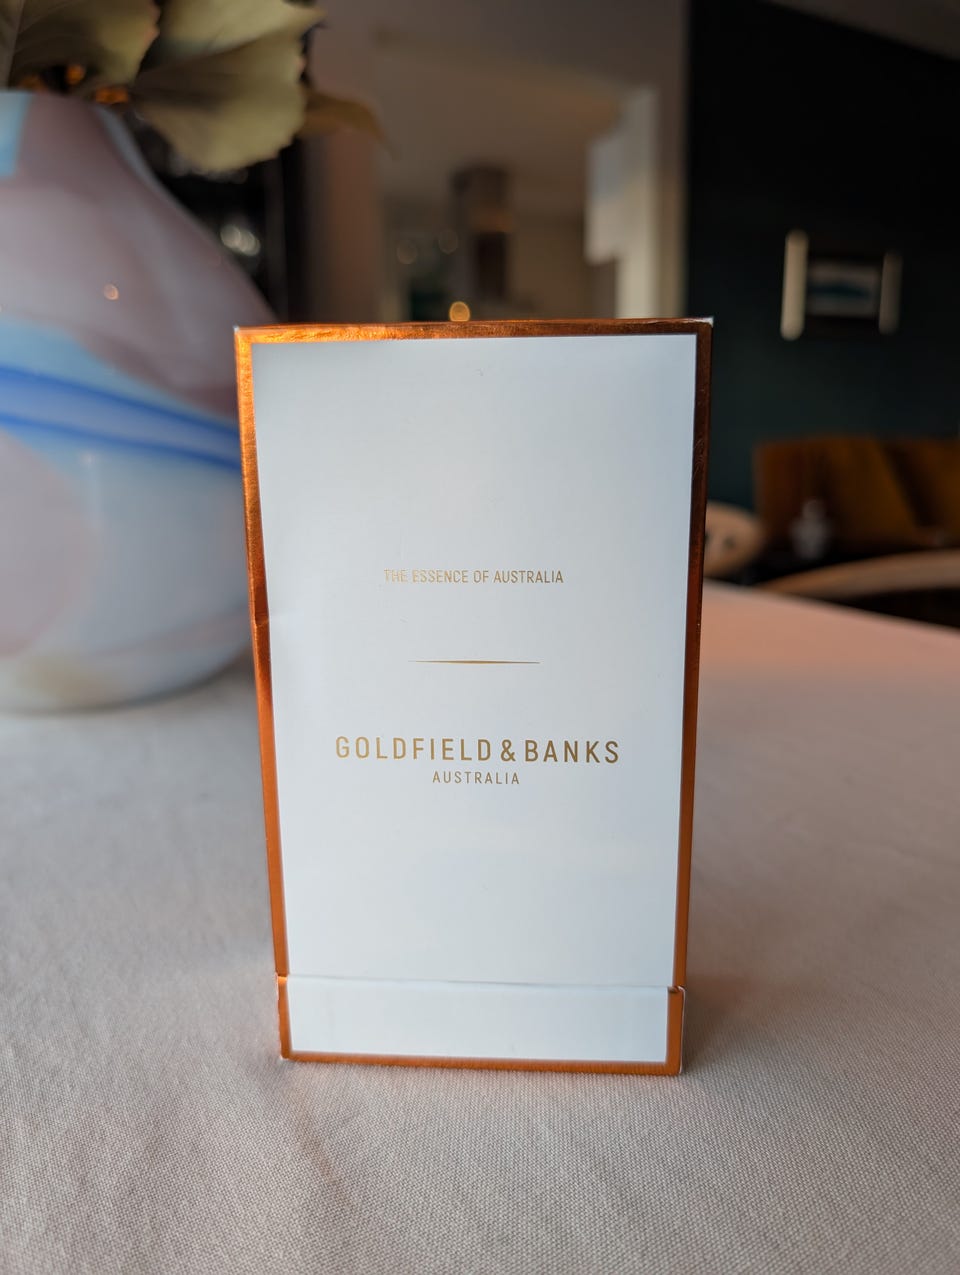 THE ESSENCE OF AUSTRALIA
GOLDFIELD & BANKS
AUSTRALIA